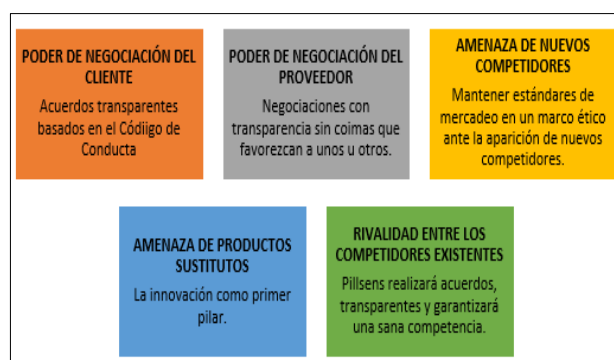 PODER DE NEGOCIACIÓN DEL
CLIENTE
Acuerdos transparentes
basados en el Códiigo de
Conducta
PODER DE NEGOCIACIÓN DEL
PROVEEDOR
Negociaciones con
transparencia sin coimas que
favorezcan a unos u otros.
AMENAZA DE NUEVOS
COMPETIDORES
Mantener estándares de
mercadeo en un marco ético
ante la aparición de nuevos
competidores.
AMENAZA DE PRODUCTOS
SUSTITUTOS
La innovación como primer
pilar.
RIVALIDAD ENTRE LOS
COMPETIDORES EXISTENTES
Pillsens realizará acuerdos,
transparentes y garantizará
una sana competencia.